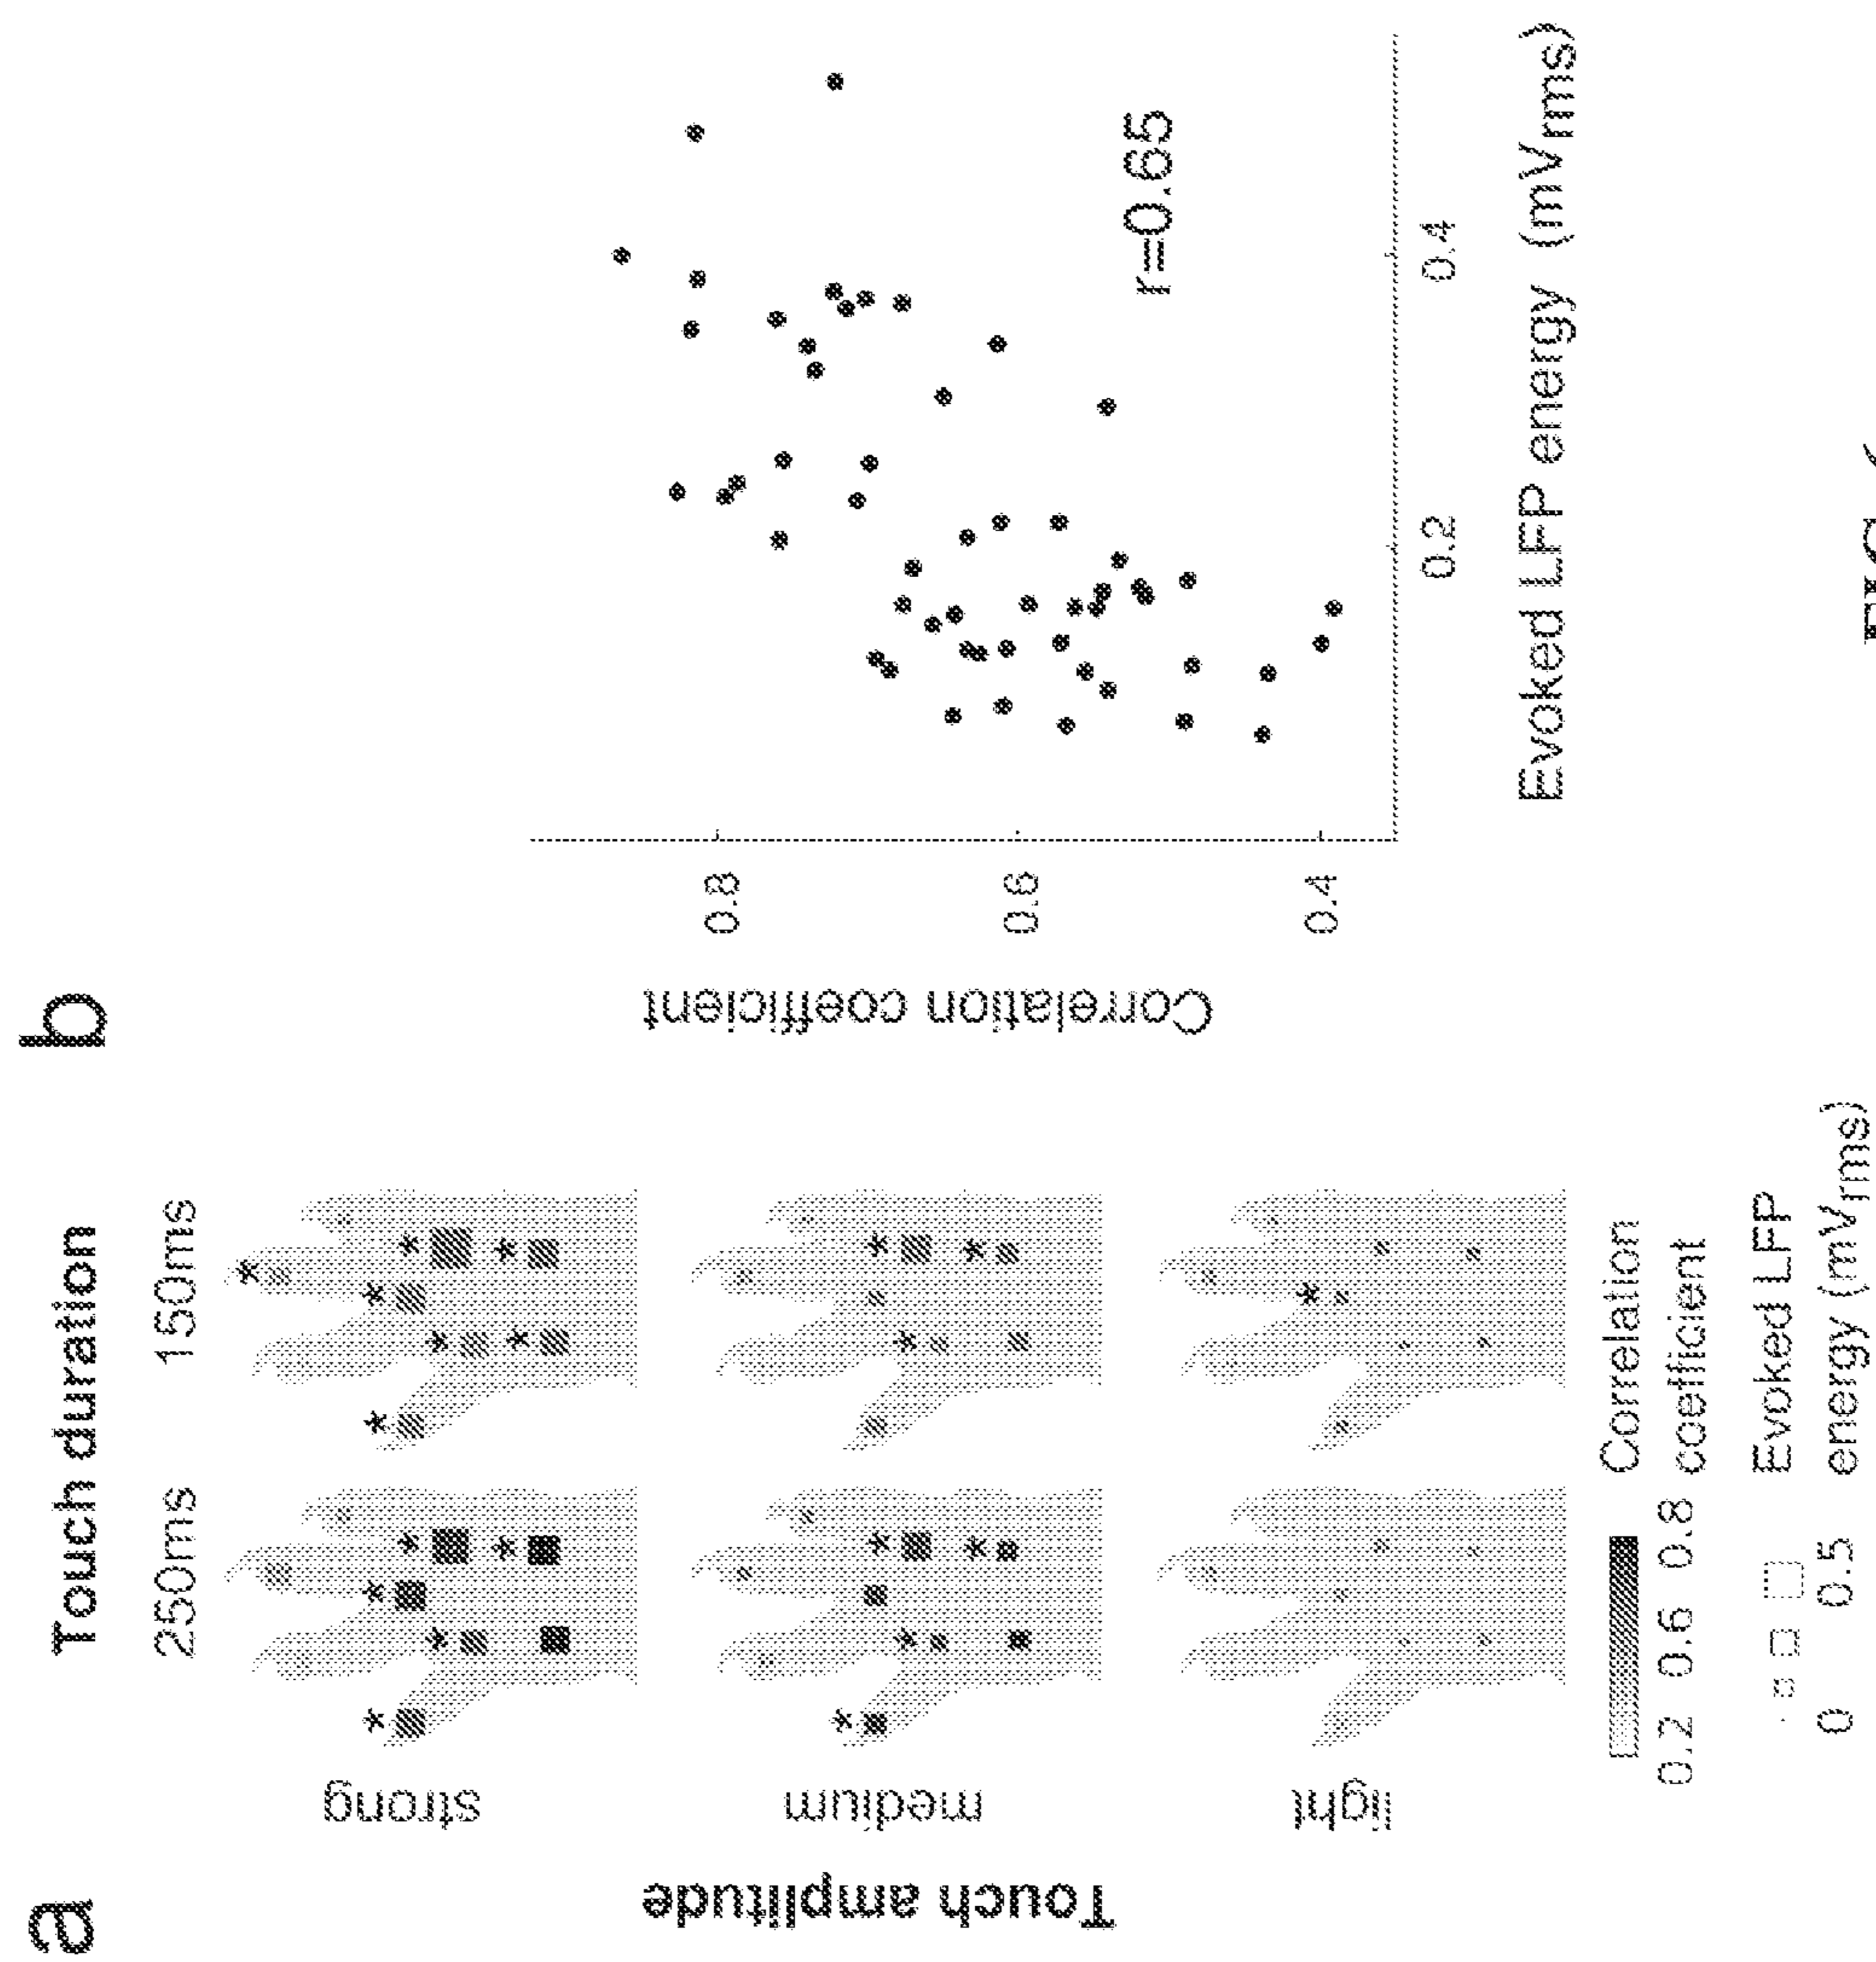 a
Touch duration
250ms 150ms
Touch amplitude
strong
medium
light
0.2 0.6 0.8
Correlation
coefficient
0 0.5
Evoked LFP
energy (mVrms)
b
Correlation coefficient
0.8
0.6
0.4
r=0.65
0.2 0.4
Evoked LFP energy (mVrms)